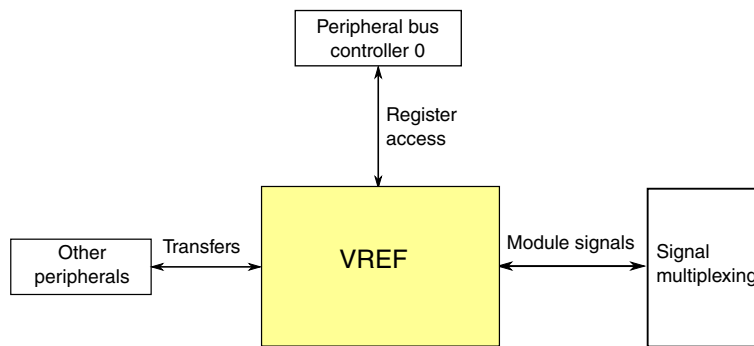 Peripheral bus
controller 0
Register
access
Other
peripherals
Transfers
VREF
Module signals
Signal
multiplexing